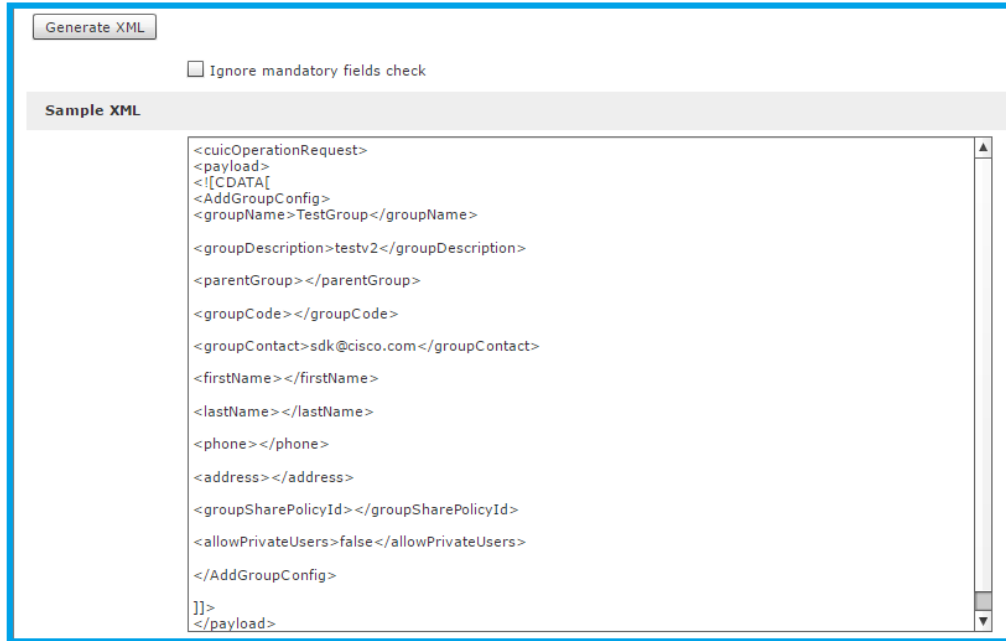 Generate XML
Ignore mandatory fields check
Sample XML
<cuicOperationRequest>
<payload>
<![CDATA[
<AddGroupConfig>
<groupName>TestGroup</groupName>
<groupDescription>testv2</groupDescription>
<parentGroup></parentGroup>
<groupCode></groupCode>
<groupContact>sdk@cisco.com</groupContact>
<firstName></firstName>
<lastName></lastName>
<phone></phone>
<address></address>
<groupSharePolicyId></groupSharePolicyId>
<allowPrivateUsers>false</allowPrivateUsers>
</AddGroupConfig>
]]>
</payload>